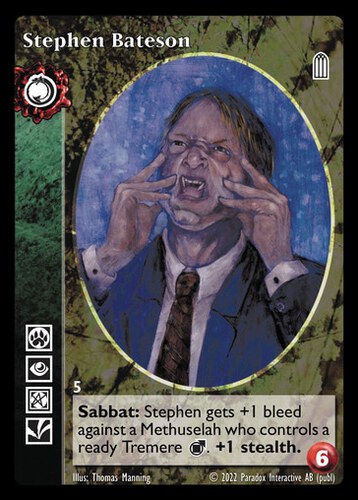 Stephen Bateson
5
Sabbat: Stephen gets +1 bleed
against a Methuselah who controls a
ready Tremere . +1 stealth.
6
Illus: Thomas Manning
© 2022 Paradox Interactive AB (publ)